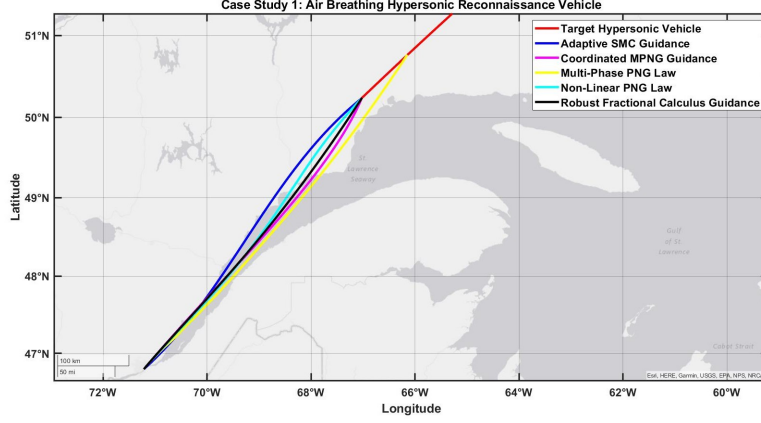 Case Study 1: Air Breathing Hypersonic Reconnaissance Vehicle
Target Hypersonic Vehicle
Adaptive SMC Guidance
Coordinated MPNG Guidance
Multi-Phase PNG Law
Non-Linear PNG Law
Robust Fractional Calculus Guidance
51°N
50°N
49°N
48°N
47°N
Latitude
St
Lawrence
Seaway
Gulf
of St
Lawrence
Cabot Strait
100 km
50 mi
Esri, HERE, Garmin, USGS, EPA, NPS, NRC
72°W
70°W
68°W
66°W
64°W
62°W
60°W
Longitude